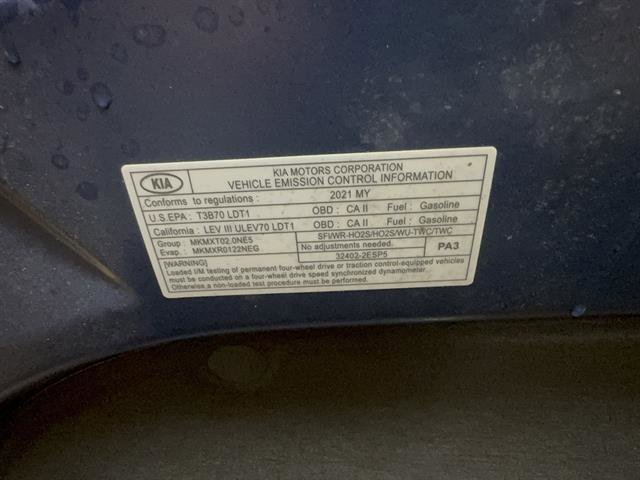 KIA
KIA MOTORS CORPORATION
VEHICLE EMISSION CONTROL INFORMATION
Conforms to regulations : 2021 MY
U.S.EPA : T3B70 LDT1 OBD : CA II Fuel : Gasoline
California : LEV III ULEV70 LDT1 OBD : CA II Fuel : Gasoline
Group : MKMXT02.0NE5
Evap. : MKMXR0122NEG
SFI/WR-HO2S/HO2S/WU-TWC/TWC
No adjustments needed.
32402-2ESP5
PA3
[WARNING]
Loaded I/M testing of permanent four-wheel drive or traction control-equipped vehicles
must be conducted on a four-wheel drive speed synchronized dynamometer.
Otherwise,a non-loaded test procedure must be used.